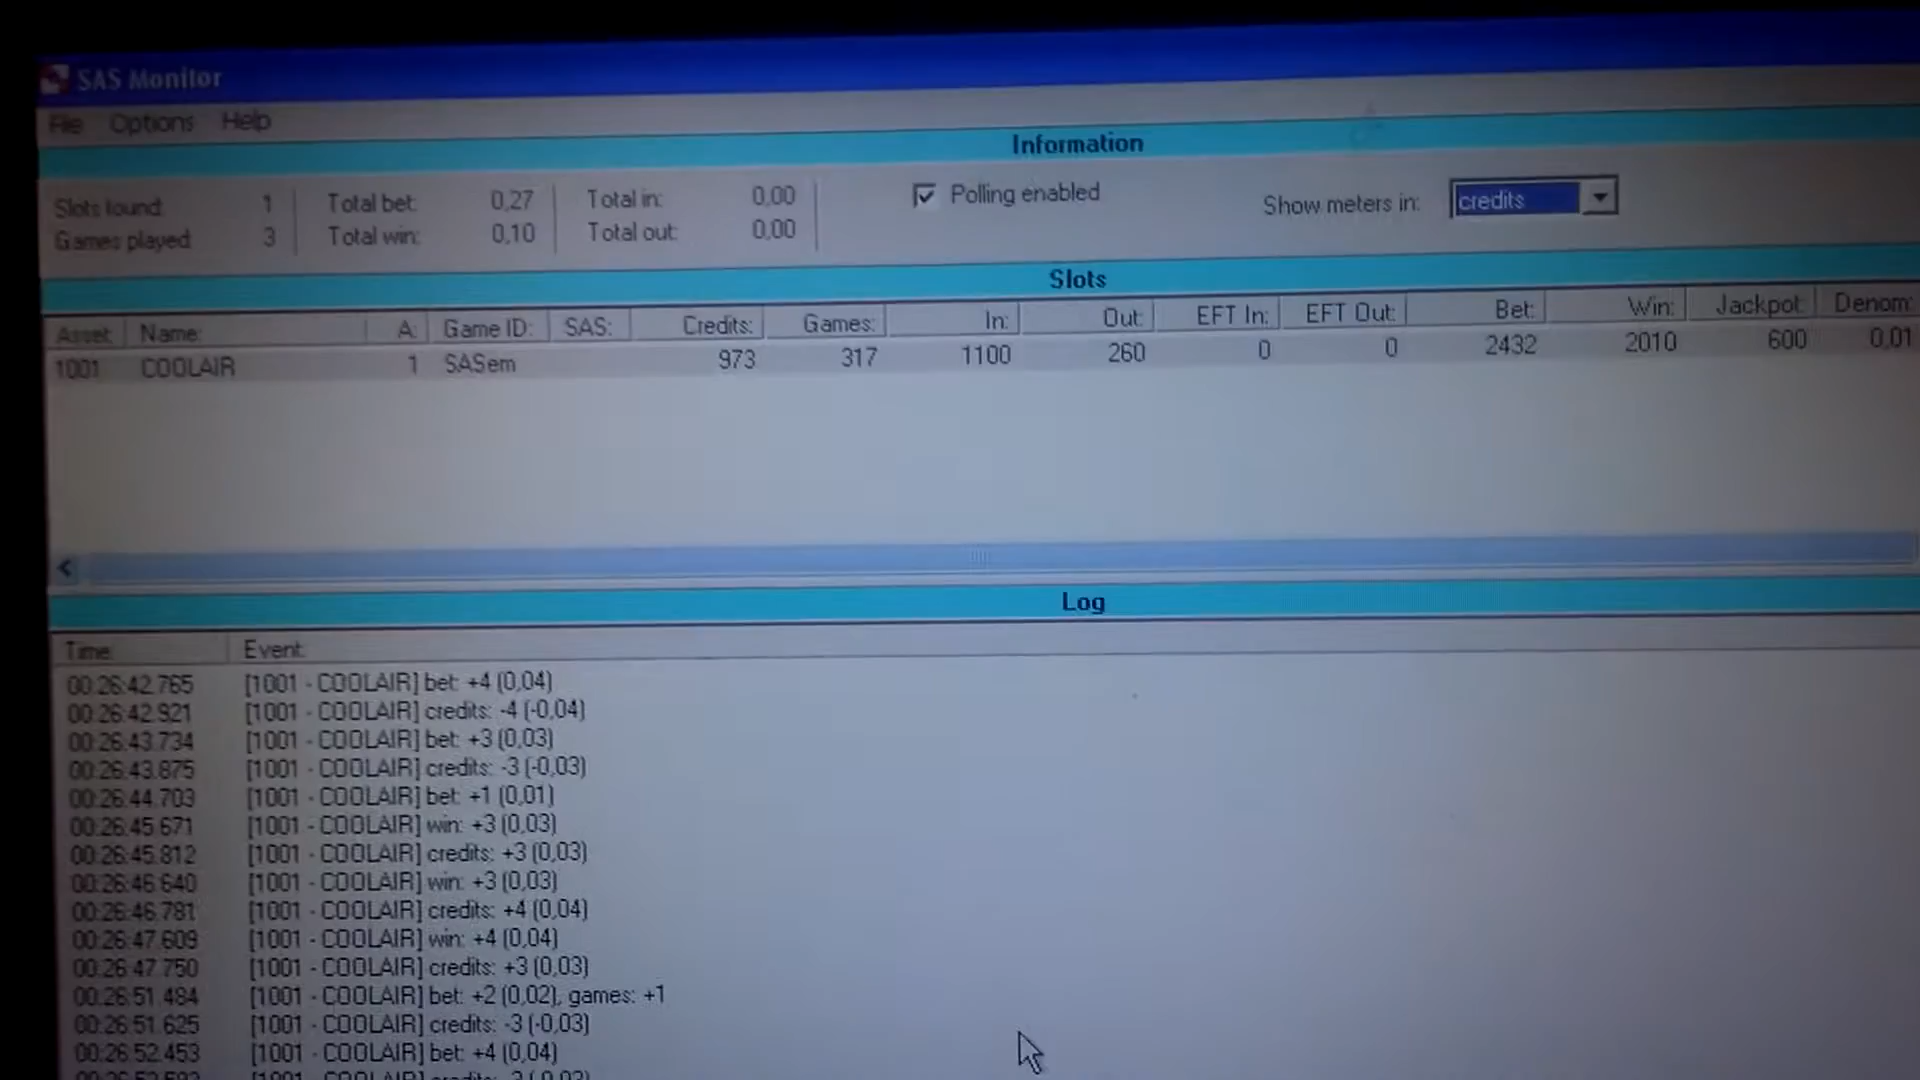 SAS Monitor
File Options Help
Information
Slots found: 1 Total bet: 0,27 Total in: 0,00 Polling enabled Show meters in: credits
Games played: 3 Total win: 0,10 Total out: 0,00
Slots
Asset: Name: A: Game ID: SAS: Credits: Games: In: Out: EFT In: EFT Out: Bet: Win: Jackpot: Denom:
1001 COOLAIR 1 SASem 973 317 1100 260 0 0 2432 2010 600 0,01
Log
Time: Event:
00:26:42.765 [1001 - COOLAIR] bet: +4 (0,04)
00:26:42.921 [1001 - COOLAIR] credits: -4 (-0,04)
00:26:43.734 [1001 - COOLAIR] bet: +3 (0,03)
00:26:43.875 [1001 - COOLAIR] credits: -3 (-0,03)
00:26:44.703 [1001 - COOLAIR] bet: +1 (0,01)
00:26:45.671 [1001 - COOLAIR] win: +3 (0,03)
00:26:45.812 [1001 - COOLAIR] credits: +3 (0,03)
00:26:46.640 [1001 - COOLAIR] win: +3 (0,03)
00:26:46.781 [1001 - COOLAIR] credits: +4 (0,04)
00:26:47.609 [1001 - COOLAIR] win: +4 (0,04)
00:26:47.750 [1001 - COOLAIR] credits: +3 (0,03)
00:26:51.484 [1001 - COOLAIR] bet: +2 (0,02), games: +1
00:26:51.625 [1001 - COOLAIR] credits: -3 (-0,03)
00:26:52.453 [1001 - COOLAIR] bet: +4 (0,04)